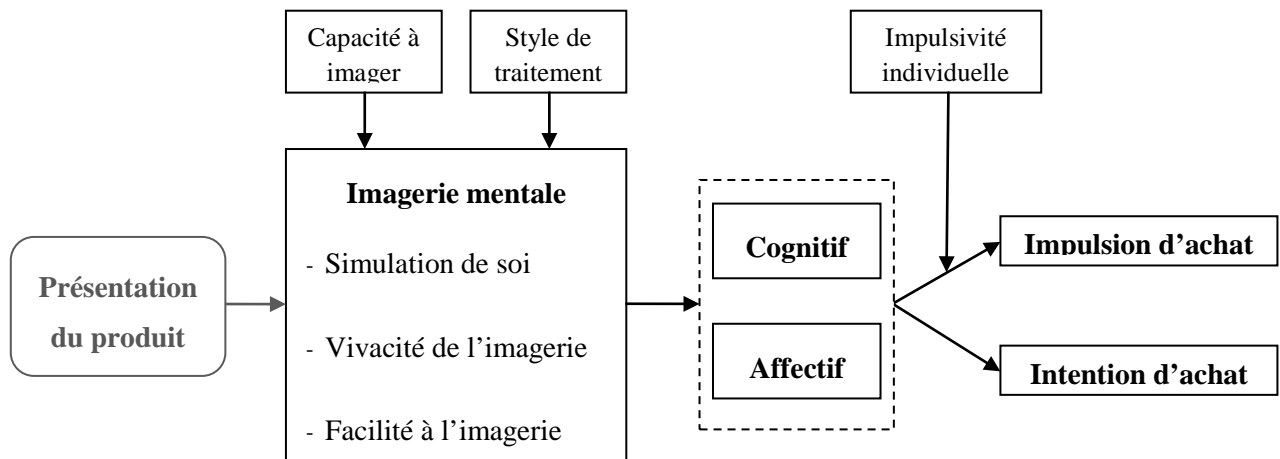 Capacité à
imager
Style de
traitement
Impulsivité
individuelle
Imagerie mentale
- Simulation de soi
- Vivacité de l’imagerie
- Facilité à l’imagerie
Présentation
du produit
Cognitif
Affectif
Impulsion d’achat
Intention d’achat